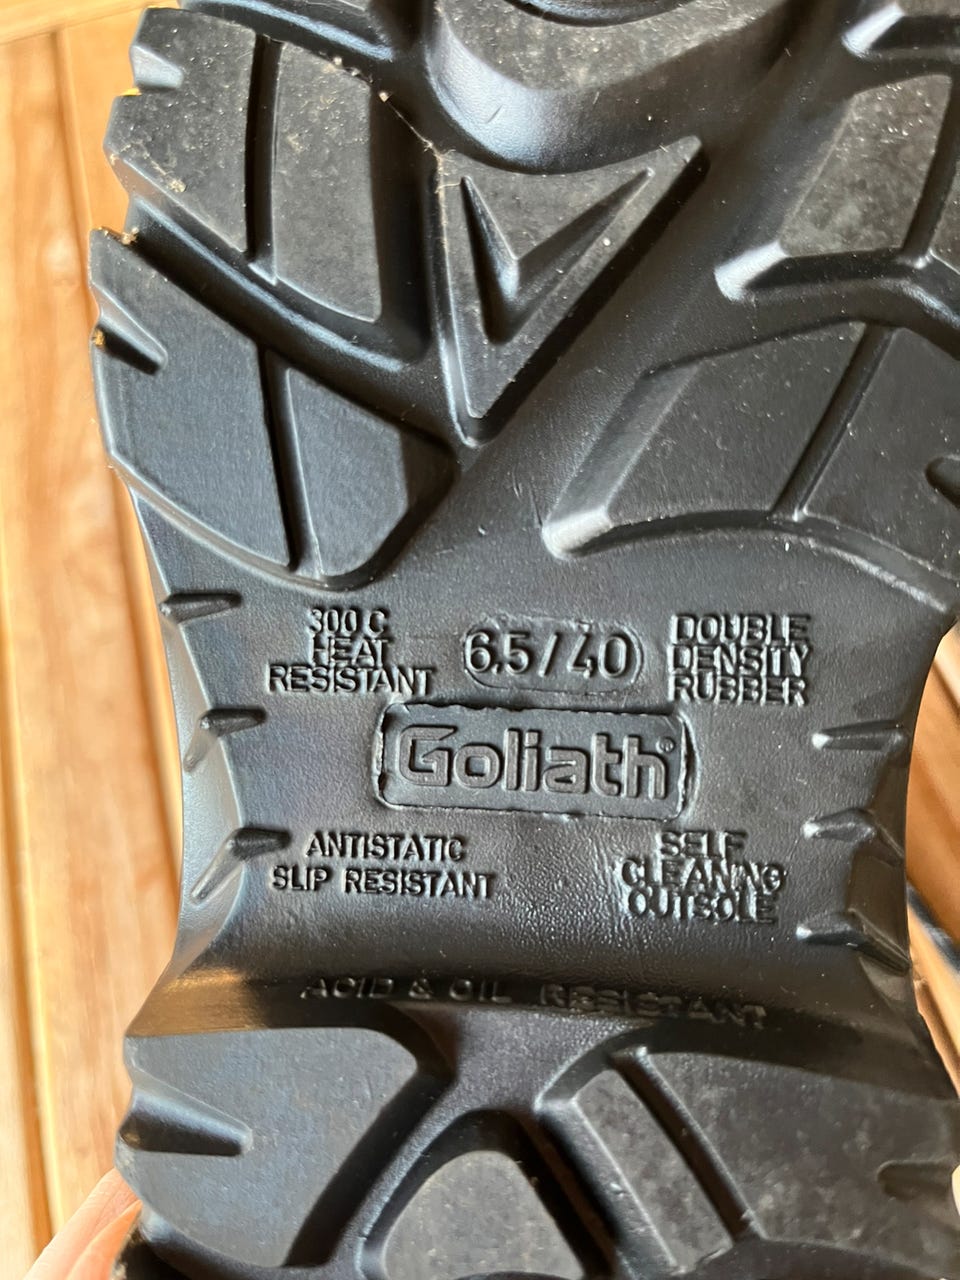 300 C
HEAT
RESISTANT
6.5/40
DOUBLE
DENSITY
RUBBER
Goliath®
ANTISTATIC
SLIP RESISTANT
SELF
CLEANING
OUTSOLE
ACID & OIL RESISTANT